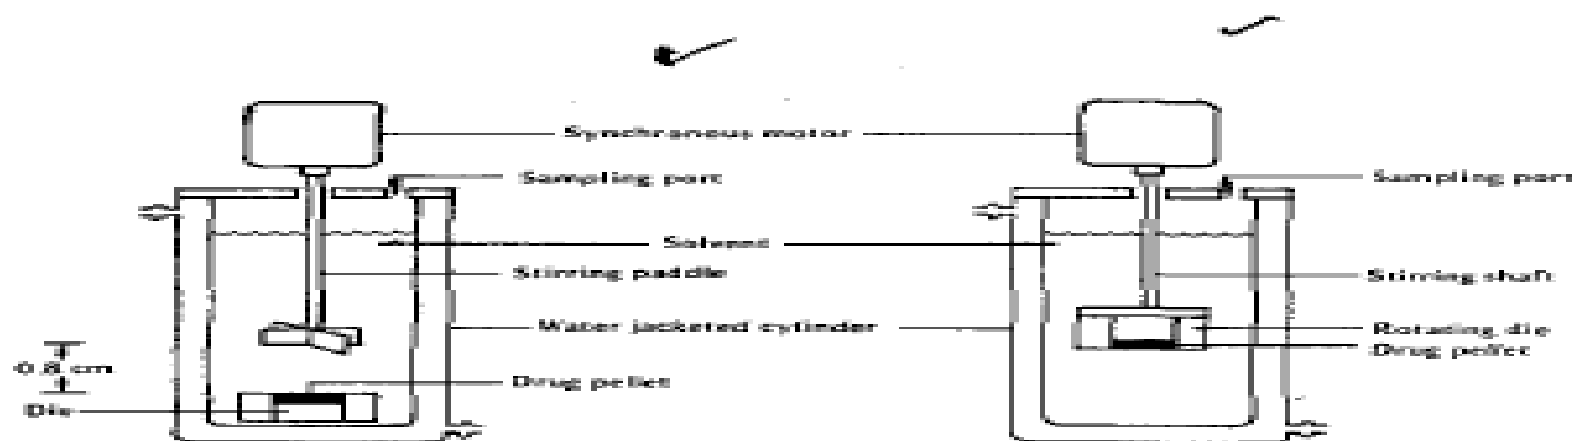 Synchranous motor
Sampling port
Sampling port
Solvent
Stirring paddle
Stirring shaft
Water jacketed cylinder
Rotating die
Drug pellet
0.8 cm
Drug pellet
Die